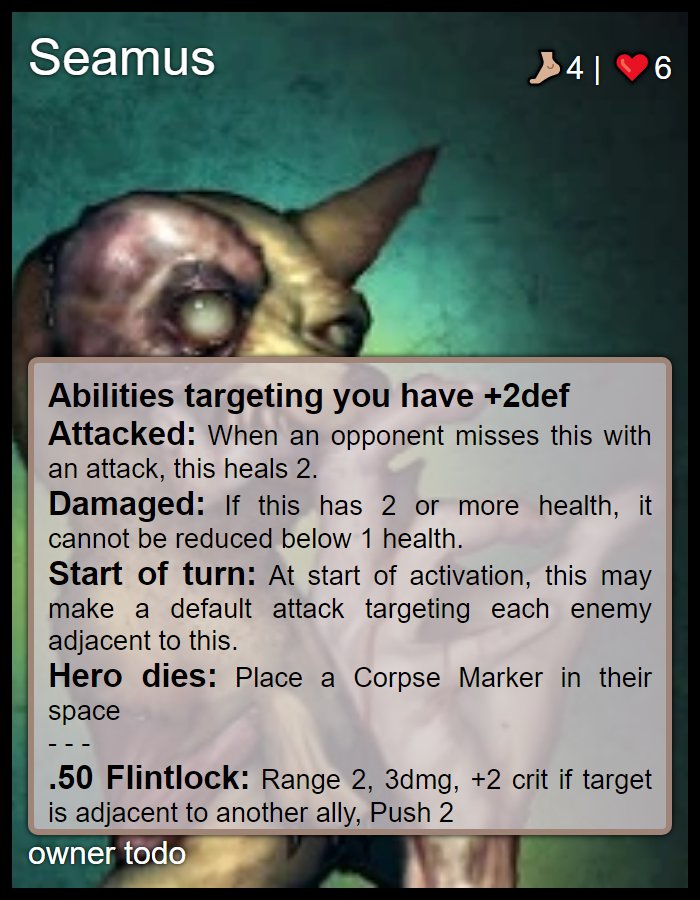 Seamus
🦶4 | ❤️6
Abilities targeting you have +2def
Attacked: When an opponent misses this with
an attack, this heals 2.
Damaged: If this has 2 or more health, it
cannot be reduced below 1 health.
Start of turn: At start of activation, this may
make a default attack targeting each enemy
adjacent to this.
Hero dies: Place a Corpse Marker in their
space
- - -
.50 Flintlock: Range 2, 3dmg, +2 crit if target
is adjacent to another ally, Push 2
owner todo